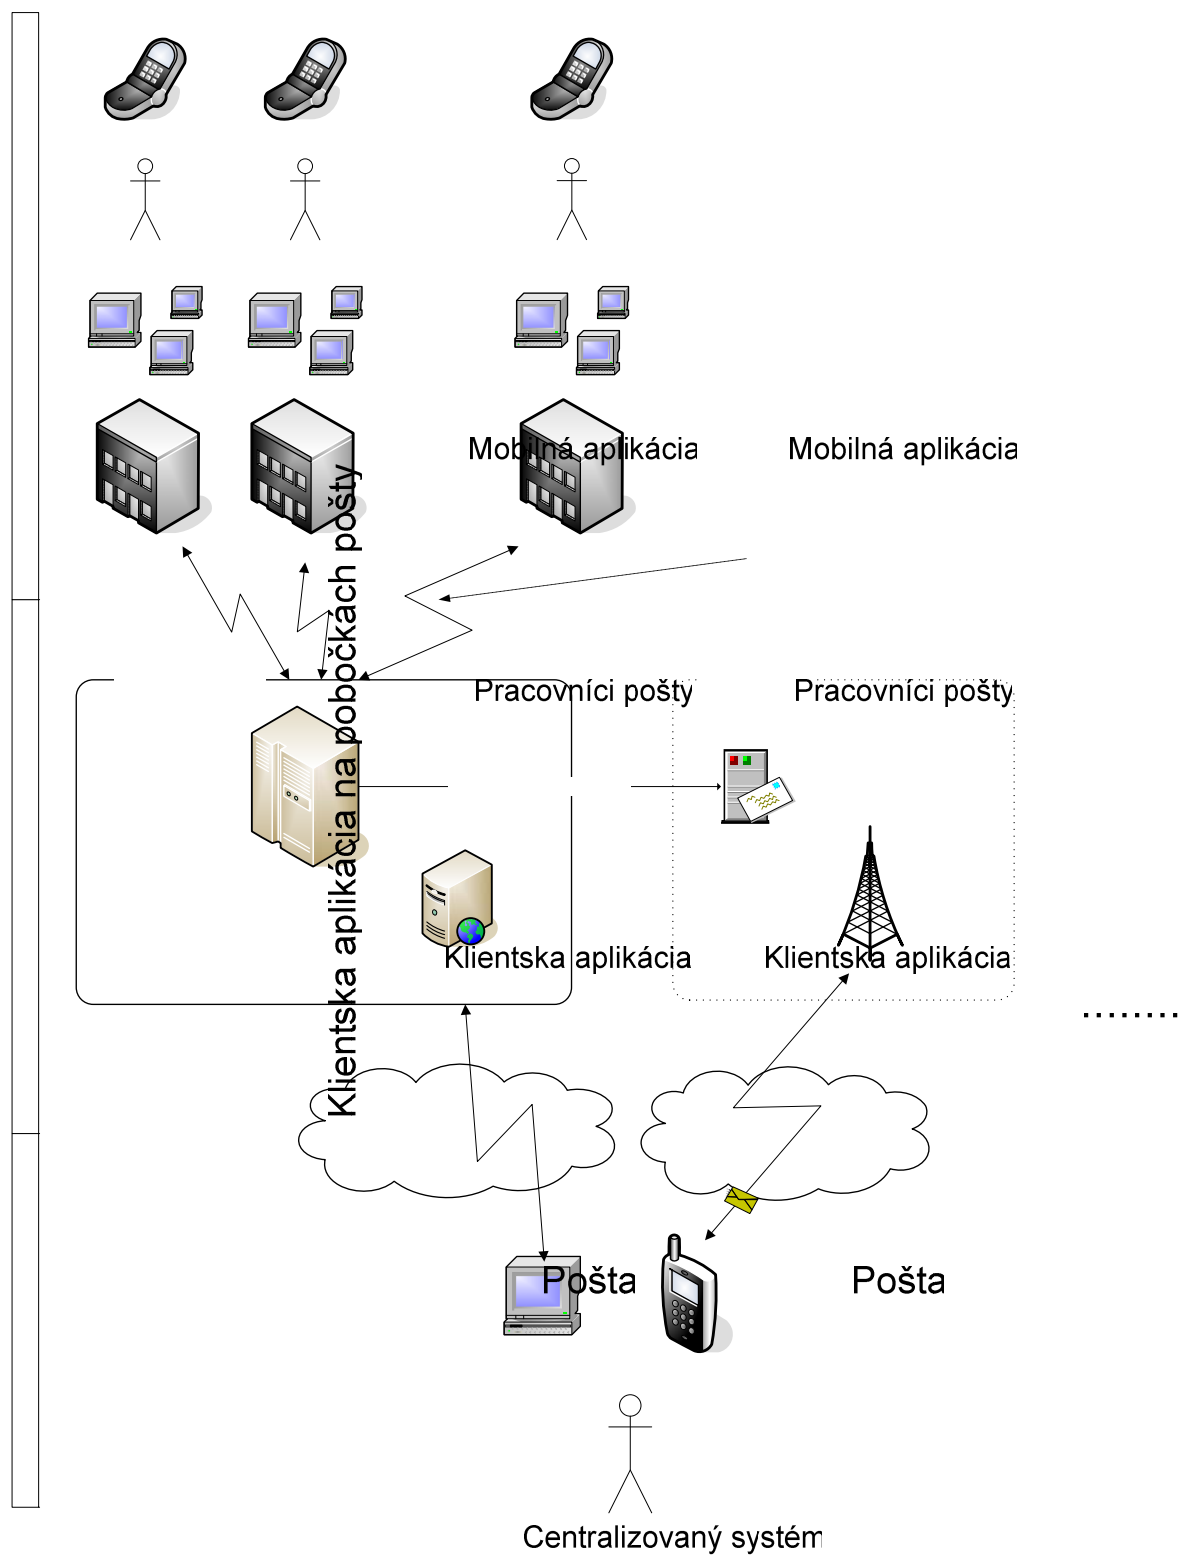 Mobilná aplikácia
Mobilná aplikácia
Klientska aplikácia na pobočkach pošty
Pracovníci pošty
Pracovníci pošty
Klientska aplikácia
Klientska aplikácia
........
Pošta
Pošta
Centralizovaný systém